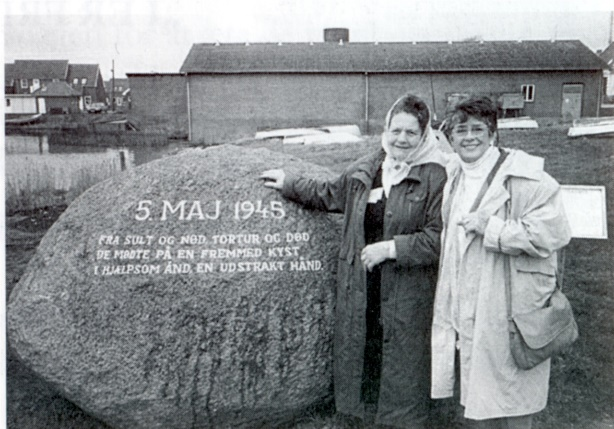 5. MAJ 1945
FRA SULT OG NØD, TORTUR OG DØD
DE MØDTE PÅ EN FREMMED KYST,
I HJÆLPSOM ÅND, EN UDSTRAKT HÅND.